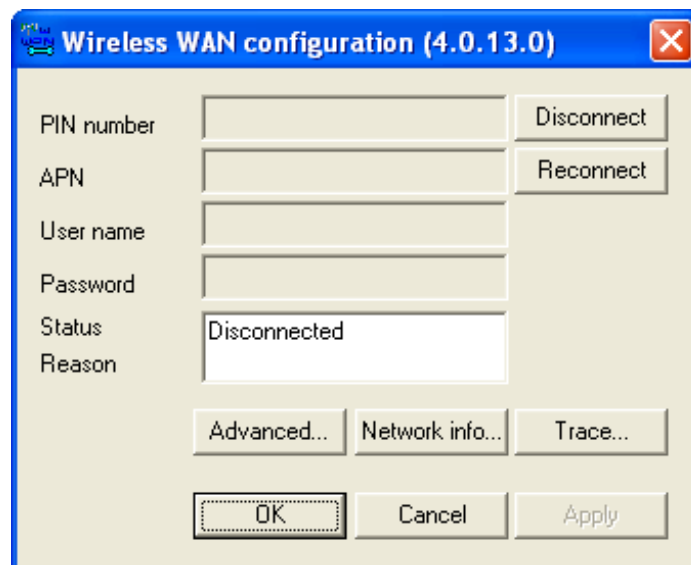 Wireless WAN configuration (4.0.13.0)
PIN number
Disconnect
APN
Reconnect
User name
Password
Status
Disconnected
Reason
Advanced... Network info... Trace...
OK Cancel Apply